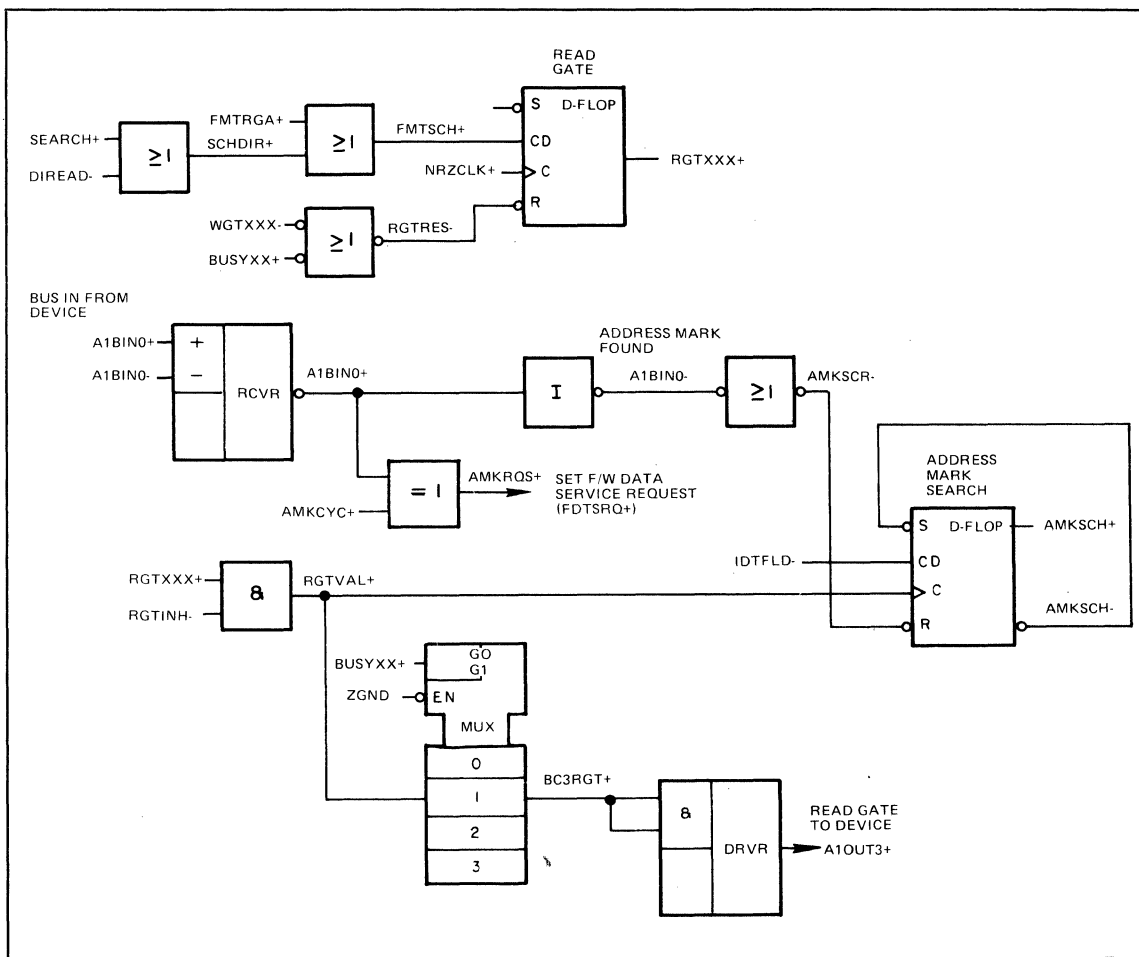 READ
GATE
S
D-FLOP
FMTRGA+
SEARCH+
SCHDIR+
FMTSCH+
≥1
≥1
CD
RGTXXX+
DIREAD-
NRZCLK+
C
R
WGTXXX-
≥1
RGTRES-
BUSYXX+
BUS IN FROM
DEVICE
A1BIN0+
+
A1BIN0-
-
RCVR
A1BIN0+
ADDRESS MARK
FOUND
I
A1BIN0-
≥1
AMKSCR-
= 1
AMKRQS+
SET F/W DATA
SERVICE REQUEST
(FDTSRQ+)
AMKCYC+
ADDRESS
MARK
SEARCH
S
D-FLOP
AMKSCH+
IDTFLD-
CD
C
AMKSCH-
R
RGTXXX+
&
RGTVAL+
RGTINH-
BUSYXX+
G0
G1
ZGND
EN
MUX
0
1
2
3
BC3RGT+
&
DRVR
READ GATE
TO DEVICE
A1OUT3+